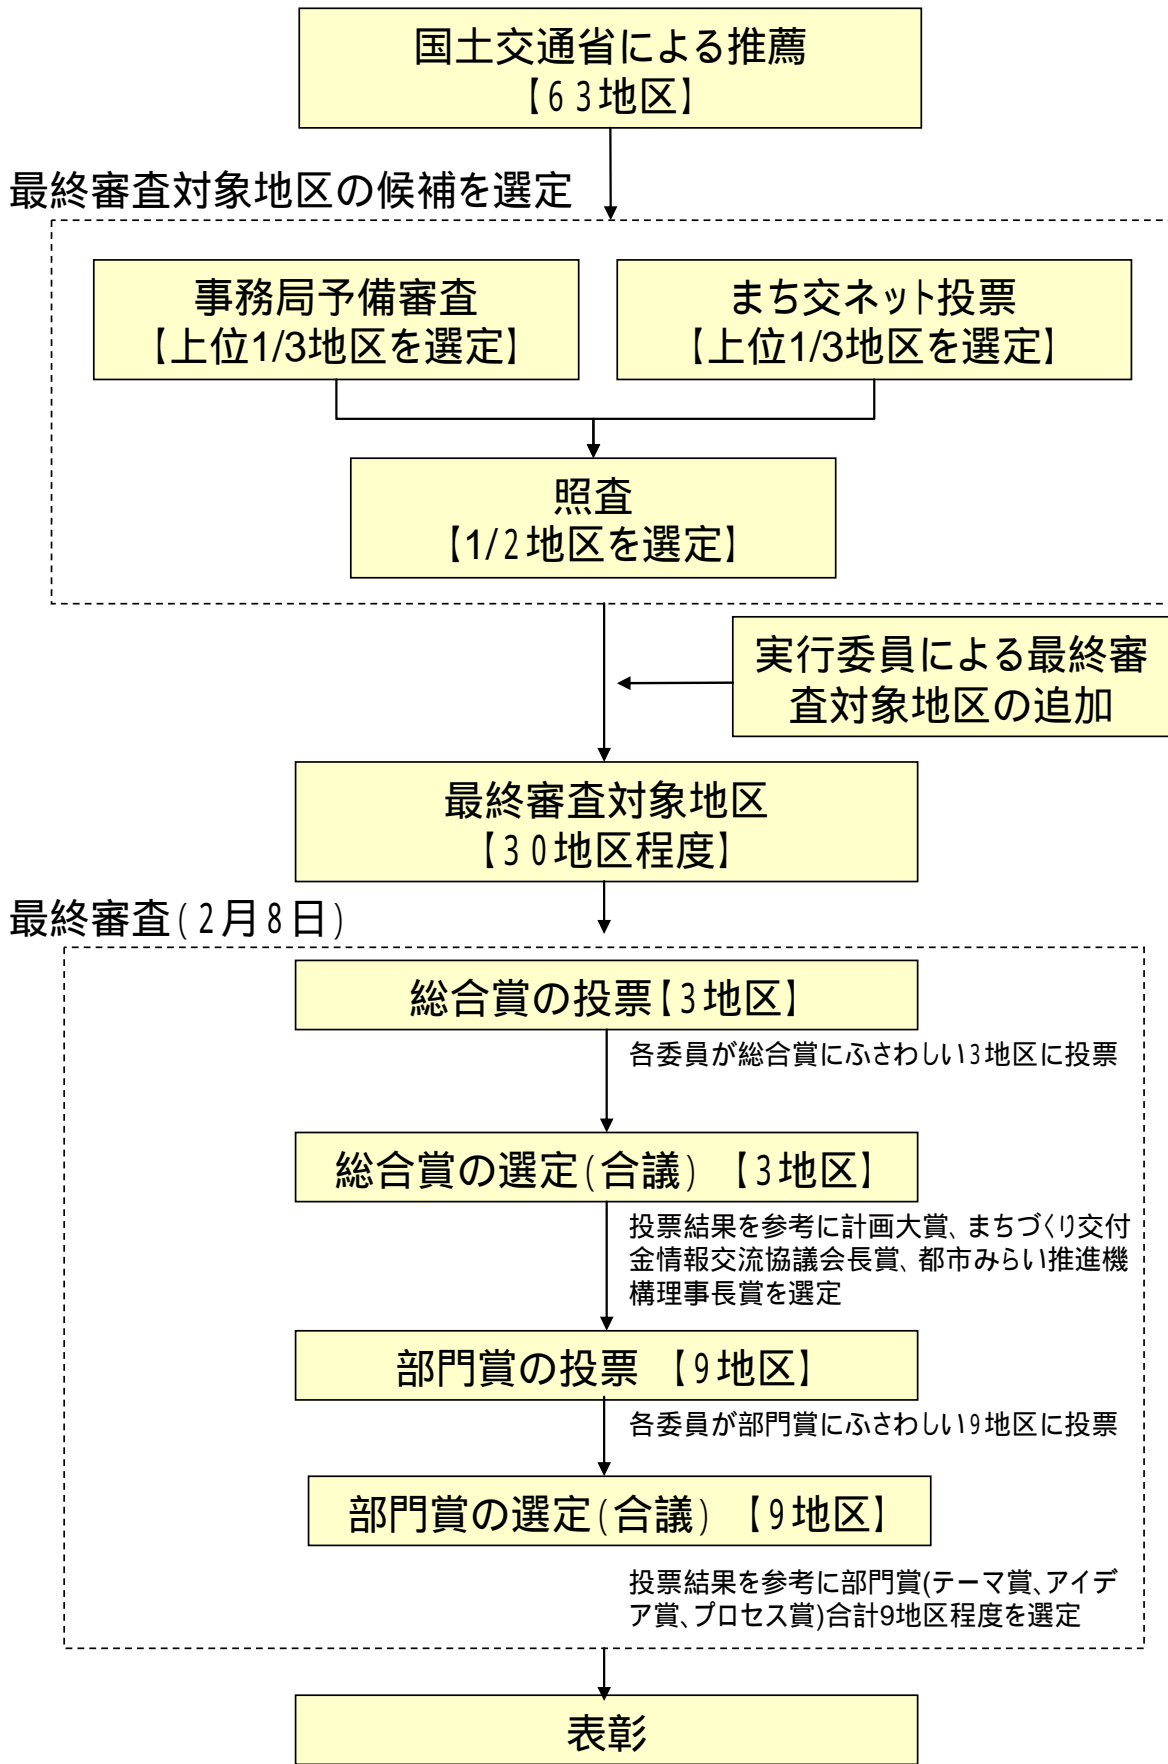 国土交通省による推薦
【63地区】
最終審査対象地区の候補を選定
事務局予備審査
【上位1/3地区を選定】
まち交ネット投票
【上位1/3地区を選定】
照査
【1/2地区を選定】
実行委員による最終審
査対象地区の追加
最終審査対象地区
【30地区程度】
最終審査(2月8日)
総合賞の投票【3地区】
各委員が総合賞にふさわしい3地区に投票
総合賞の選定(合議) 【3地区】
投票結果を参考に計画大賞、まちづくり交付
金情報交流協議会長賞、都市みらい推進機
構理事長賞を選定
部門賞の投票 【9地区】
各委員が部門賞にふさわしい9地区に投票
部門賞の選定(合議) 【9地区】
投票結果を参考に部門賞(テーマ賞、アイデ
ア賞、プロセス賞)合計9地区程度を選定
表彰